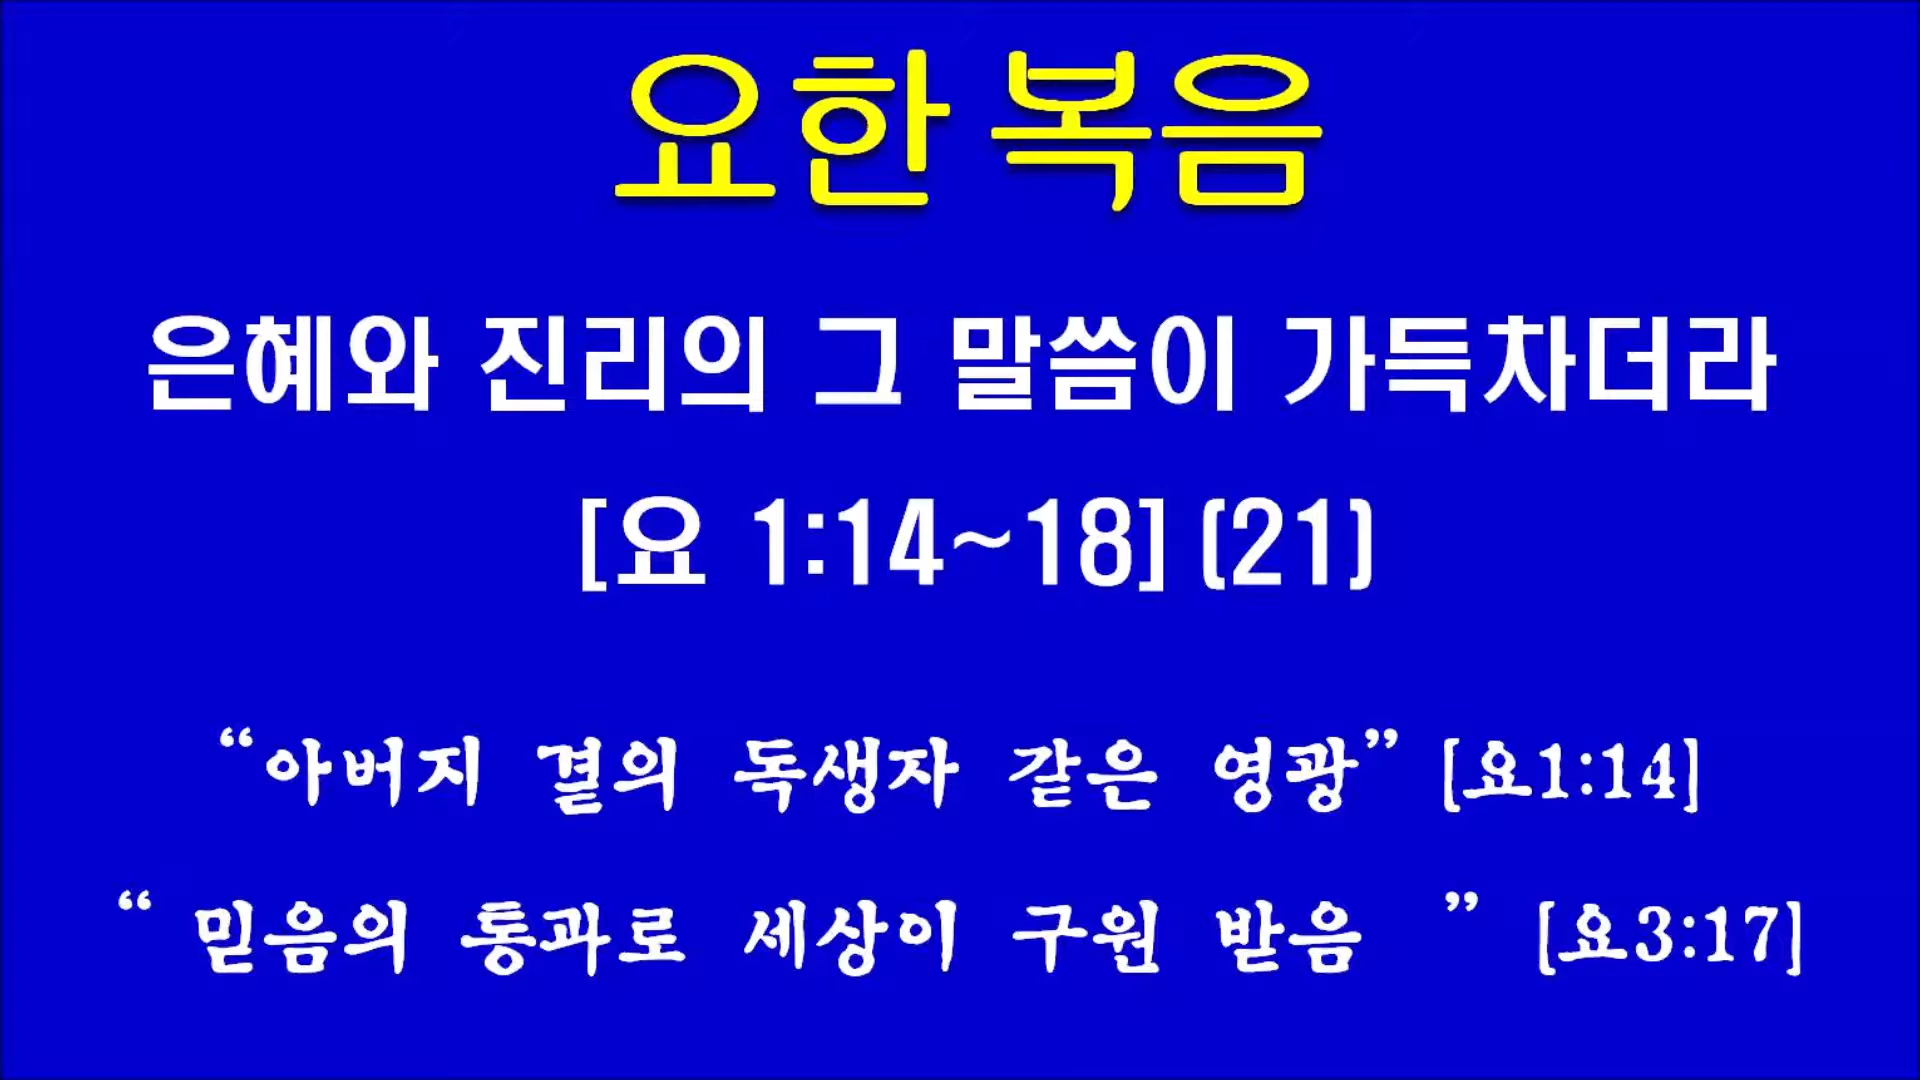 요한복음
은혜와 진리의 그 말씀이 가득차더라
[요 1:14~18] (21)
“아버지 곁의 독생자 같은 영광” [요1:14]
“ 믿음의 통과로 세상이 구원 받음 ” [요3:17]